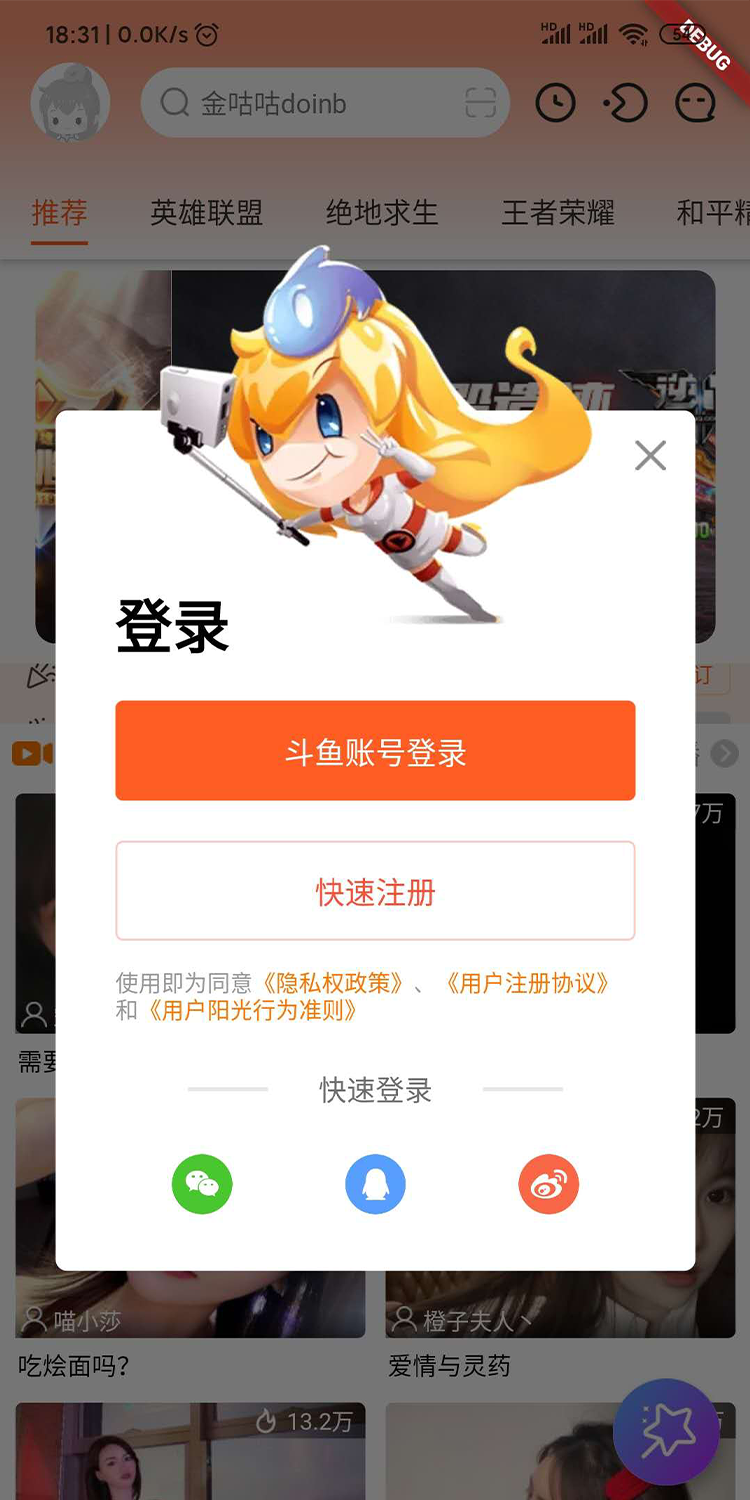 18:31 | 0.0K/s
HD HD
DEBUG
金咕咕doinb
推荐 英雄联盟 绝地求生 王者荣耀 和平精
登录
斗鱼账号登录
快速注册
使用即为同意《隐私权政策》、《用户注册协议》
和《用户阳光行为准则》
快速登录
订
7万
需要
2万
喵小莎
橙子夫人丶
吃烩面吗?
爱情与灵药
13.2万